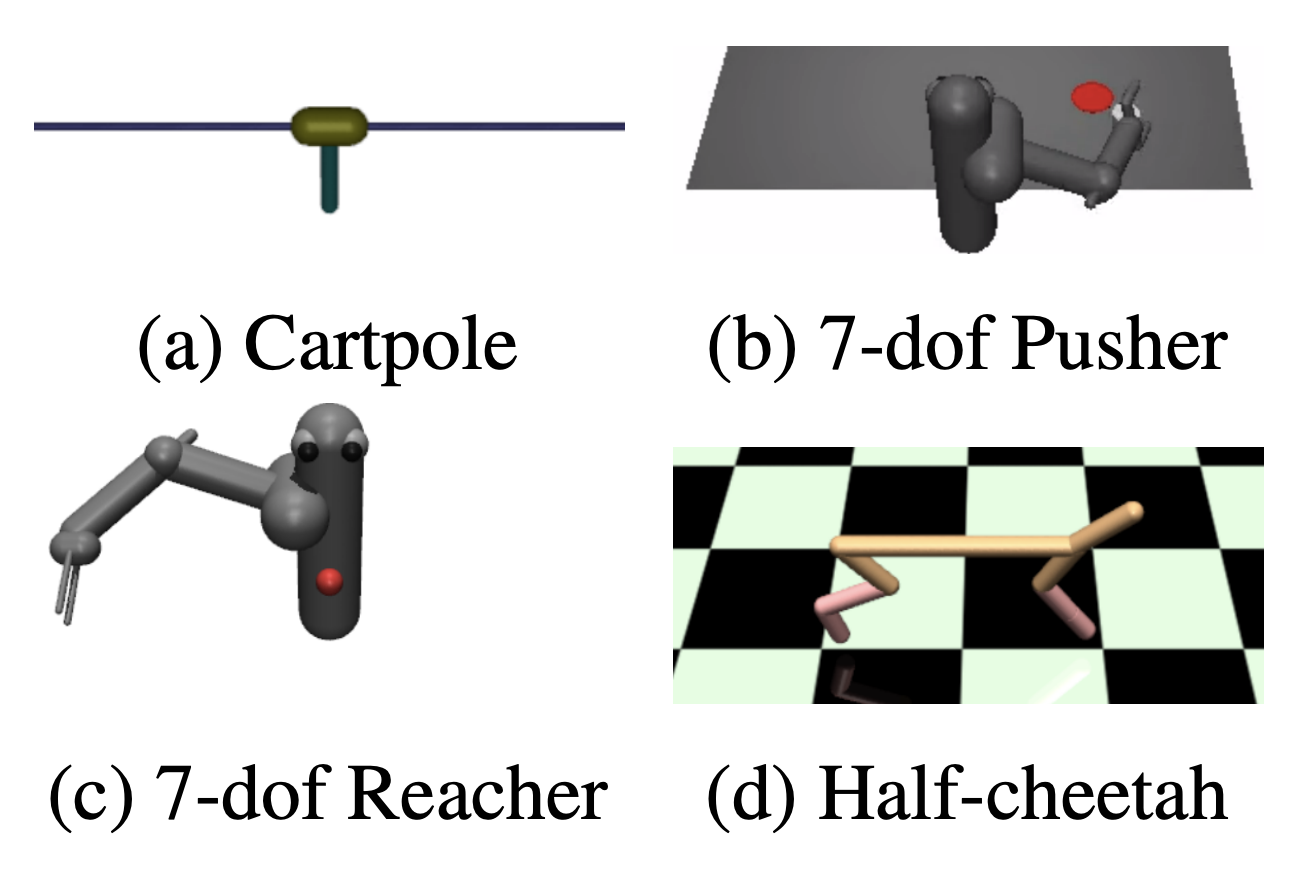 (a) Cartpole
(b) 7-dof Pusher
(c) 7-dof Reacher
(d) Half-cheetah